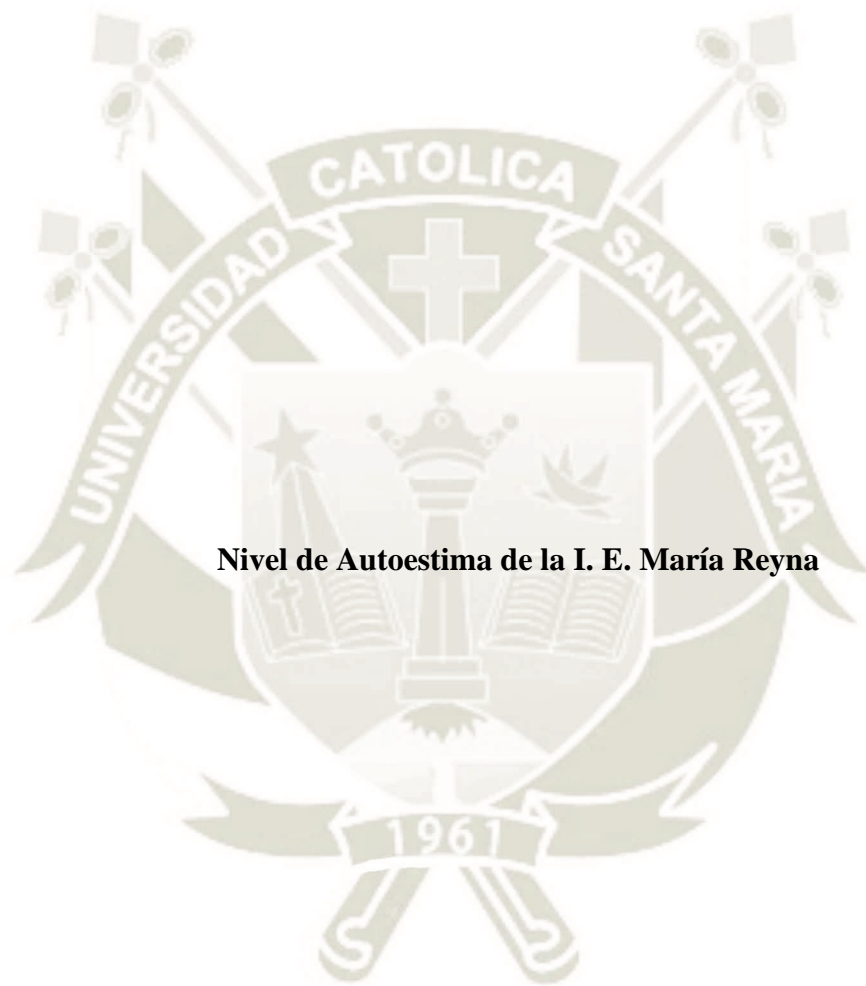 CATOLICA
UNIVERSIDAD
SANTA MARIA
Nivel de Autoestima de la I. E. María Reyna
1961